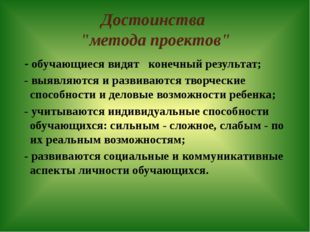 Достоинства
"метода проектов"
- обучающиеся видят конечный результат;
- выявляются и развиваются творческие
способности и деловые возможности ребенка;
- учитываются индивидуальные способности
обучающихся: сильным - сложное, слабым - по
их реальным возможностям;
- развиваются социальные и коммуникативные
аспекты личности обучающихся.